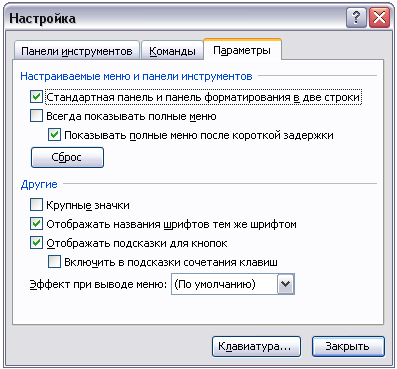 Настройка
Панели инструментов Команды Параметры
Настраиваемые меню и панели инструментов
Стандартная панель и панель форматирования в две строки
Всегда показывать полные меню
Показывать полные меню после короткой задержки
Сброс
Другие
Крупные значки
Отображать названия шрифтов тем же шрифтом
Отображать подсказки для кнопок
Включить в подсказки сочетания клавиш
Эффект при выводе меню: (По умолчанию)
Клавиатура... Закрыть